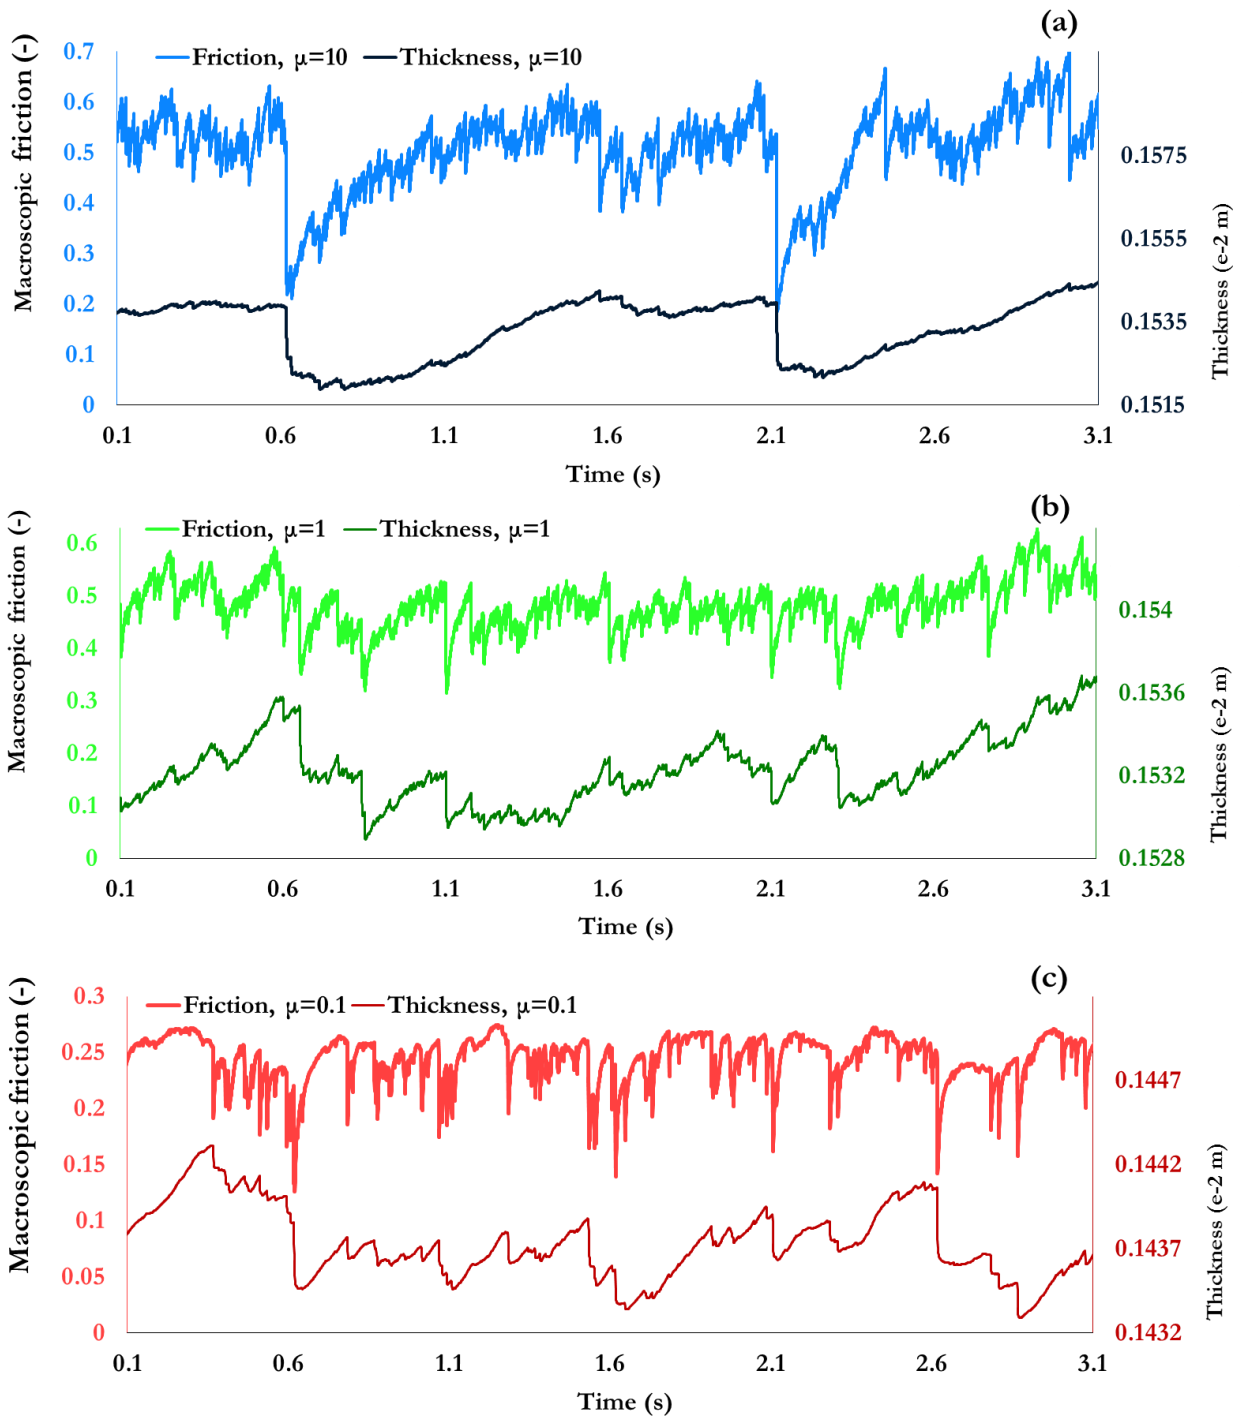 (a)
Macroscopic friction (-)
Friction, μ=10 Thickness, μ=10
0.7
0.6
0.5
0.4
0.3
0.2
0.1
0
0.1575
0.1555
0.1535
0.1515
Thickness (e-2 m)
0.1 0.6 1.1 1.6 2.1 2.6 3.1
Time (s)
(b)
Macroscopic friction (-)
Friction, μ=1 Thickness, μ=1
0.6
0.5
0.4
0.3
0.2
0.1
0
0.154
0.1536
0.1532
0.1528
Thickness (e-2 m)
0.1 0.6 1.1 1.6 2.1 2.6 3.1
Time (s)
(c)
Macroscopic friction (-)
Friction, μ=0.1 Thickness, μ=0.1
0.3
0.25
0.2
0.15
0.1
0.05
0
0.1447
0.1442
0.1437
0.1432
Thickness (e-2 m)
0.1 0.6 1.1 1.6 2.1 2.6 3.1
Time (s)